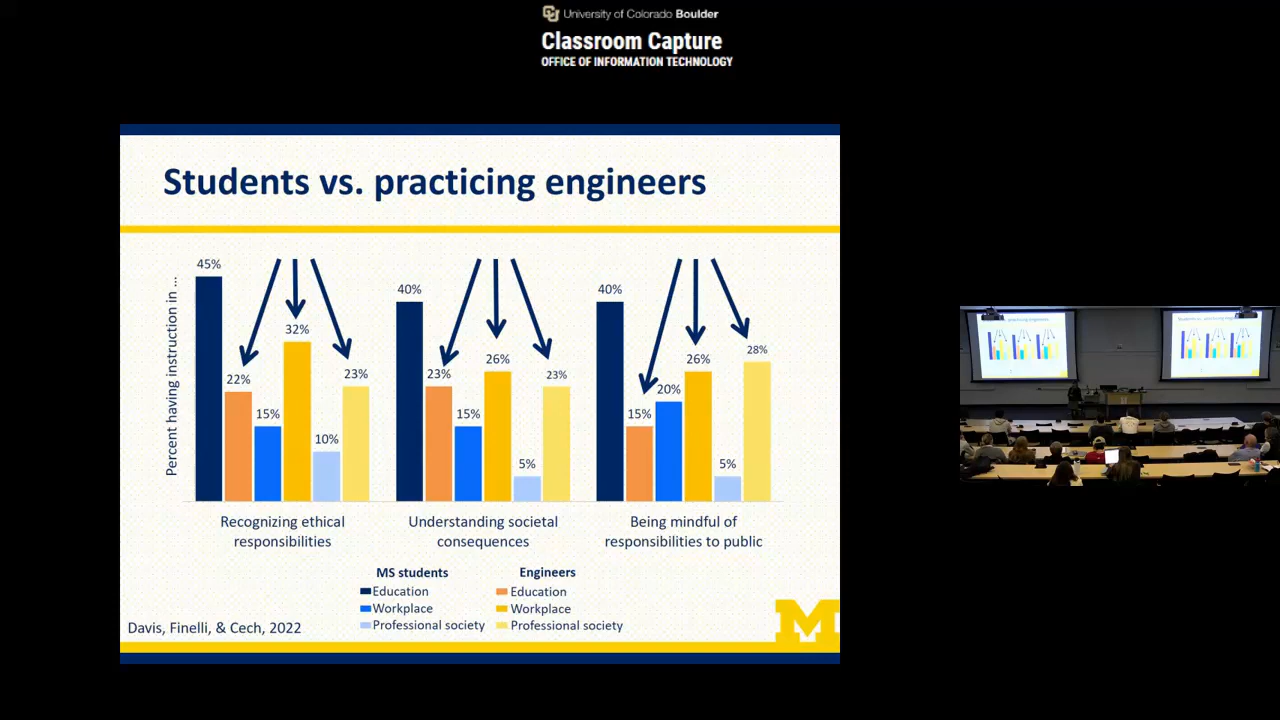 University of Colorado Boulder
Classroom Capture
OFFICE OF INFORMATION TECHNOLOGY
Students vs. practicing engineers
Percent having instruction in ...
45%
22%
15%
32%
10%
23%
40%
23%
15%
26%
5%
23%
40%
15%
20%
26%
5%
28%
Recognizing ethical
responsibilities
Understanding societal
consequences
Being mindful of
responsibilities to public
MS students
Education
Workplace
Professional society
Engineers
Education
Workplace
Professional society
Davis, Finelli, & Cech, 2022
M